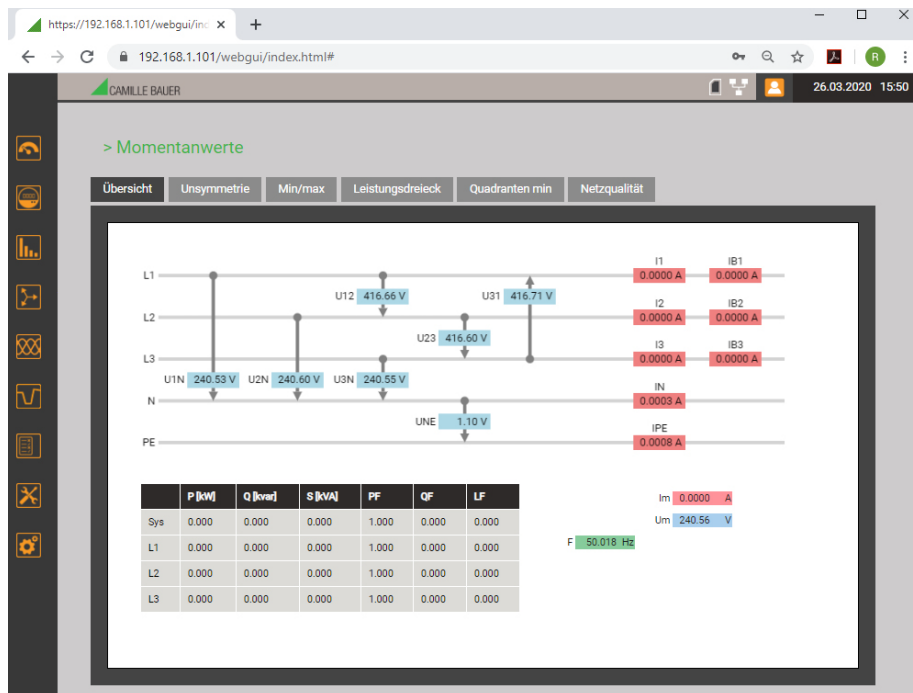 https://192.168.1.101/webgui/ind
192.168.1.101/webgui/index.html#
R
CAMILLE BAUER
26.03.2020 15:50
> Momentanwerte
Übersicht Unsymmetrie Min/max Leistungsdreieck Quadranten min Netzqualität
I1 IB1
L1 0.0000 A 0.0000 A
U12 416.66 V U31 416.71 V
I2 IB2
L2 0.0000 A 0.0000 A
U23 416.60 V
I3 IB3
L3 0.0000 A 0.0000 A
U1N 240.53 V U2N 240.60 V U3N 240.55 V
IN
N 0.0003 A
UNE 1.10 V
IPE
PE 0.0008 A
P [kW] Q [kvar] S [kVA] PF QF LF
Sys 0.000 0.000 0.000 1.000 0.000 0.000
L1 0.000 0.000 0.000 1.000 0.000 0.000
L2 0.000 0.000 0.000 1.000 0.000 0.000
L3 0.000 0.000 0.000 1.000 0.000 0.000
Im 0.0000 A
Um 240.56 V
F 50.018 Hz